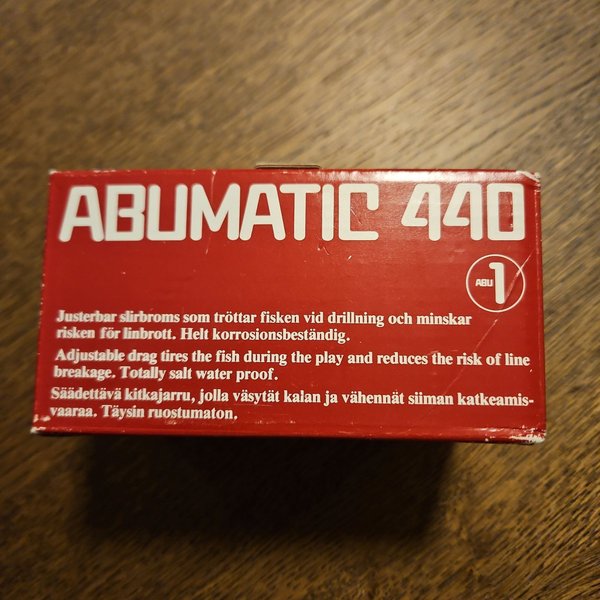 ABUMATIC 440
ABU 1
Justerbar slirbroms som tröttar fisken vid drillning och minskar
risken för linbrott. Helt korrosionsbeständig.
Adjustable drag tires the fish during the play and reduces the risk of line
breakage. Totally salt water proof.
Säädettävä kitkajarru, jolla väsytät kalan ja vähennät siiman katkeamis-
vaaraa. Täysin ruostumaton.